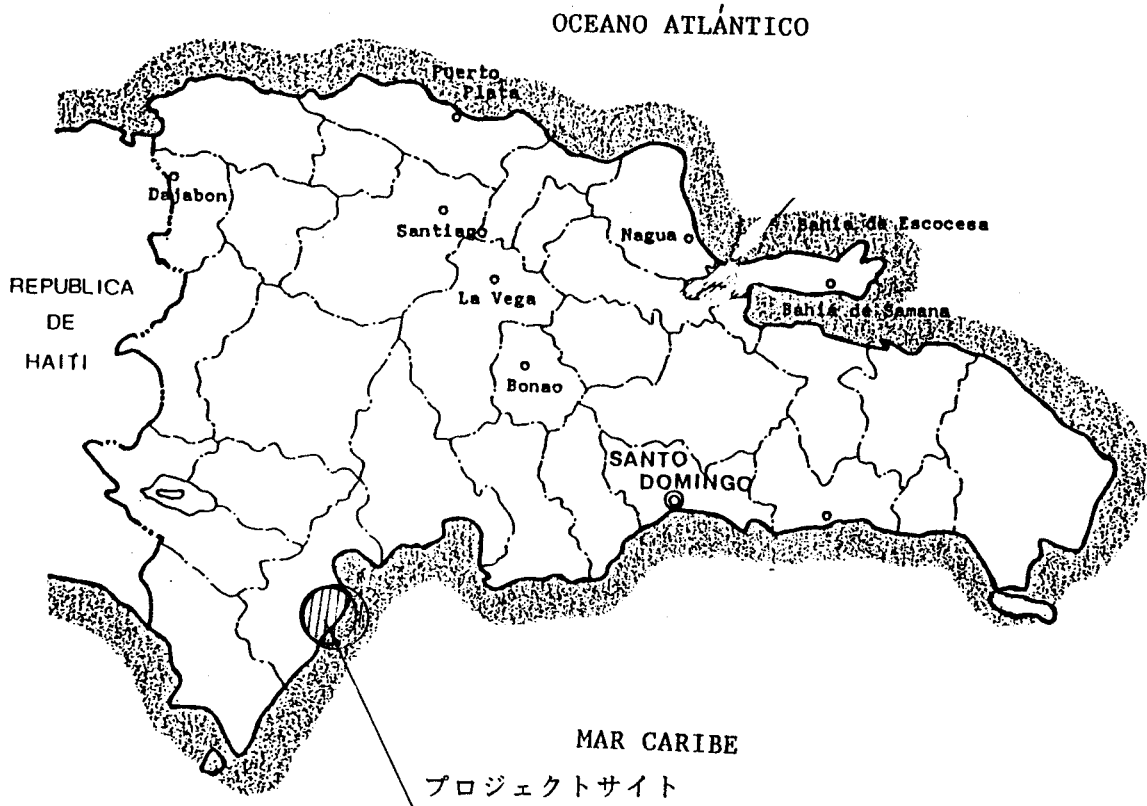 OCEANO ATLÁNTICO
Puerto
Plata
Dajabon
Santiago
Nagua
Bahia de Escocesa
REPUBLICA
DE
HAITI
La Vega
Bahia de Samana
Bonao
SANTO
DOMINGO
MAR CARIBE
プロジェクトサイト